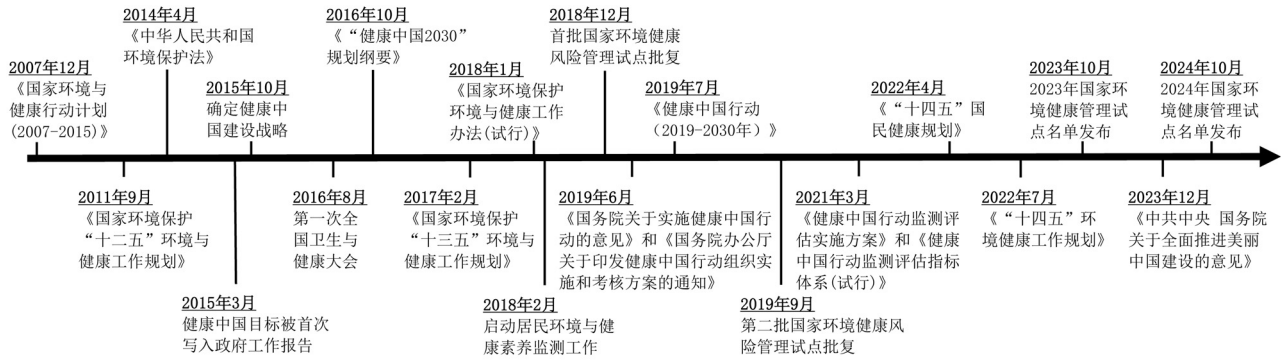 2007年12月
《国家环境与
健康行动计划
(2007-2015)》
2011年9月
《国家环境保护
“十二五”环境与
健康工作规划》
2014年4月
《中华人民共和国
环境保护法》
2015年3月
健康中国目标被首次
写入政府工作报告
2015年10月
确定健康中
国建设战略
2016年8月
第一次全
国卫生与
健康大会
2016年10月
《“健康中国2030”
规划纲要》
2017年2月
《国家环境保护
“十三五”环境与
健康工作规划》
2018年1月
《国家环境保护
环境与健康工作
办法(试行)》
2018年2月
启动居民环境与健
康素养监测工作
2018年12月
首批国家环境健康
风险管理试点批复
2019年6月
《国务院关于实施健康中国行
动的意见》和《国务院办公厅
关于印发健康中国行动组织实
施和考核方案的通知》
2019年7月
《健康中国行动
（2019-2030年）》
2019年9月
第二批国家环境健康风
险管理试点批复
2021年3月
《健康中国行动监测评
估实施方案》和《健康
中国行动监测评估指标
体系(试行)》
2022年4月
《“十四五”国
民健康规划》
2022年7月
《“十四五”环
境健康工作规划》
2023年10月
2023年国家环
境健康管理试
点名单发布
2023年12月
《中共中央 国务院
关于全面推进美丽
中国建设的意见》
2024年10月
2024年国家环
境健康管理试
点名单发布